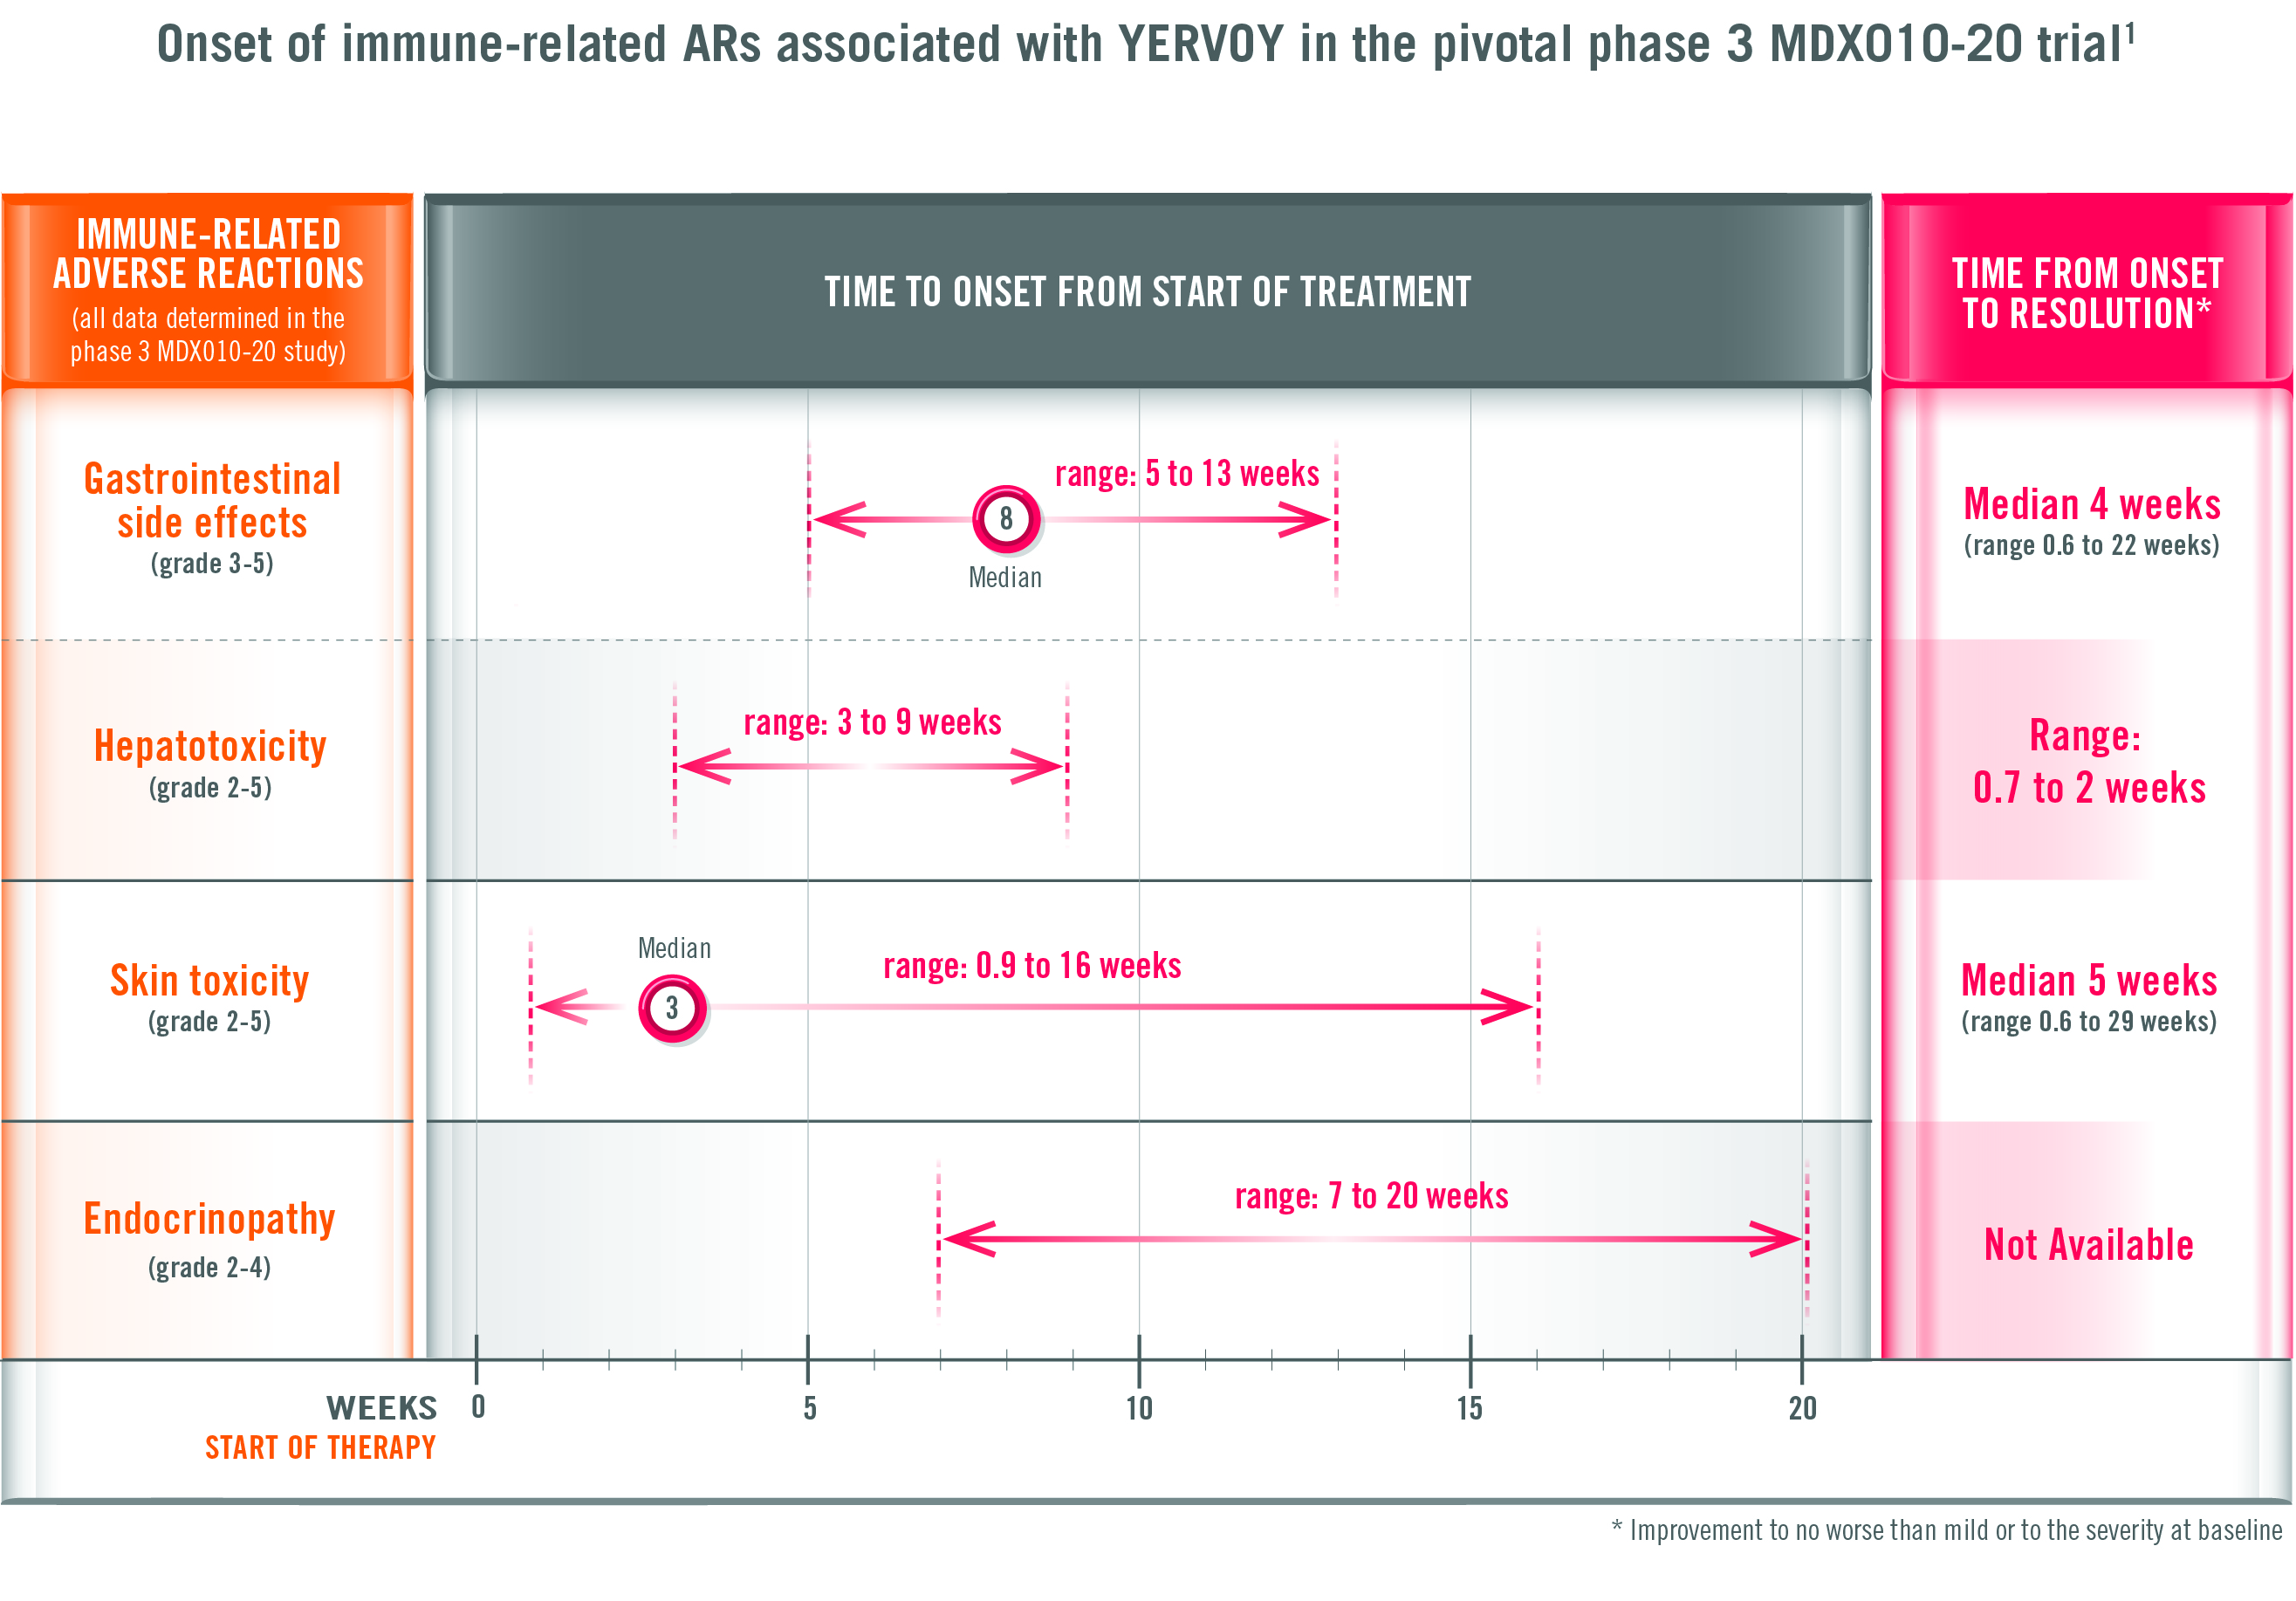 Onset of immune-related ARs associated with YERVOY in the pivotal phase 3 MDX010-20 trial¹
IMMUNE-RELATED
ADVERSE REACTIONS
(all data determined in the
phase 3 MDX010-20 study)
TIME TO ONSET FROM START OF TREATMENT
TIME FROM ONSET
TO RESOLUTION*
Gastrointestinal
side effects
(grade 3-5)
range: 5 to 13 weeks
8
Median
Median 4 weeks
(range 0.6 to 22 weeks)
Hepatotoxicity
(grade 2-5)
range: 3 to 9 weeks
Range:
0.7 to 2 weeks
Skin toxicity
(grade 2-5)
Median
3
range: 0.9 to 16 weeks
Median 5 weeks
(range 0.6 to 29 weeks)
Endocrinopathy
(grade 2-4)
range: 7 to 20 weeks
Not Available
WEEKS 0 5 10 15 20
START OF THERAPY
* Improvement to no worse than mild or to the severity at baseline